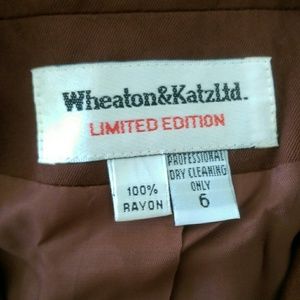 Wheaton&KatzLtd.
LIMITED EDITION
100%
RAYON
PROFESSIONAL
DRY CLEANING
ONLY
6